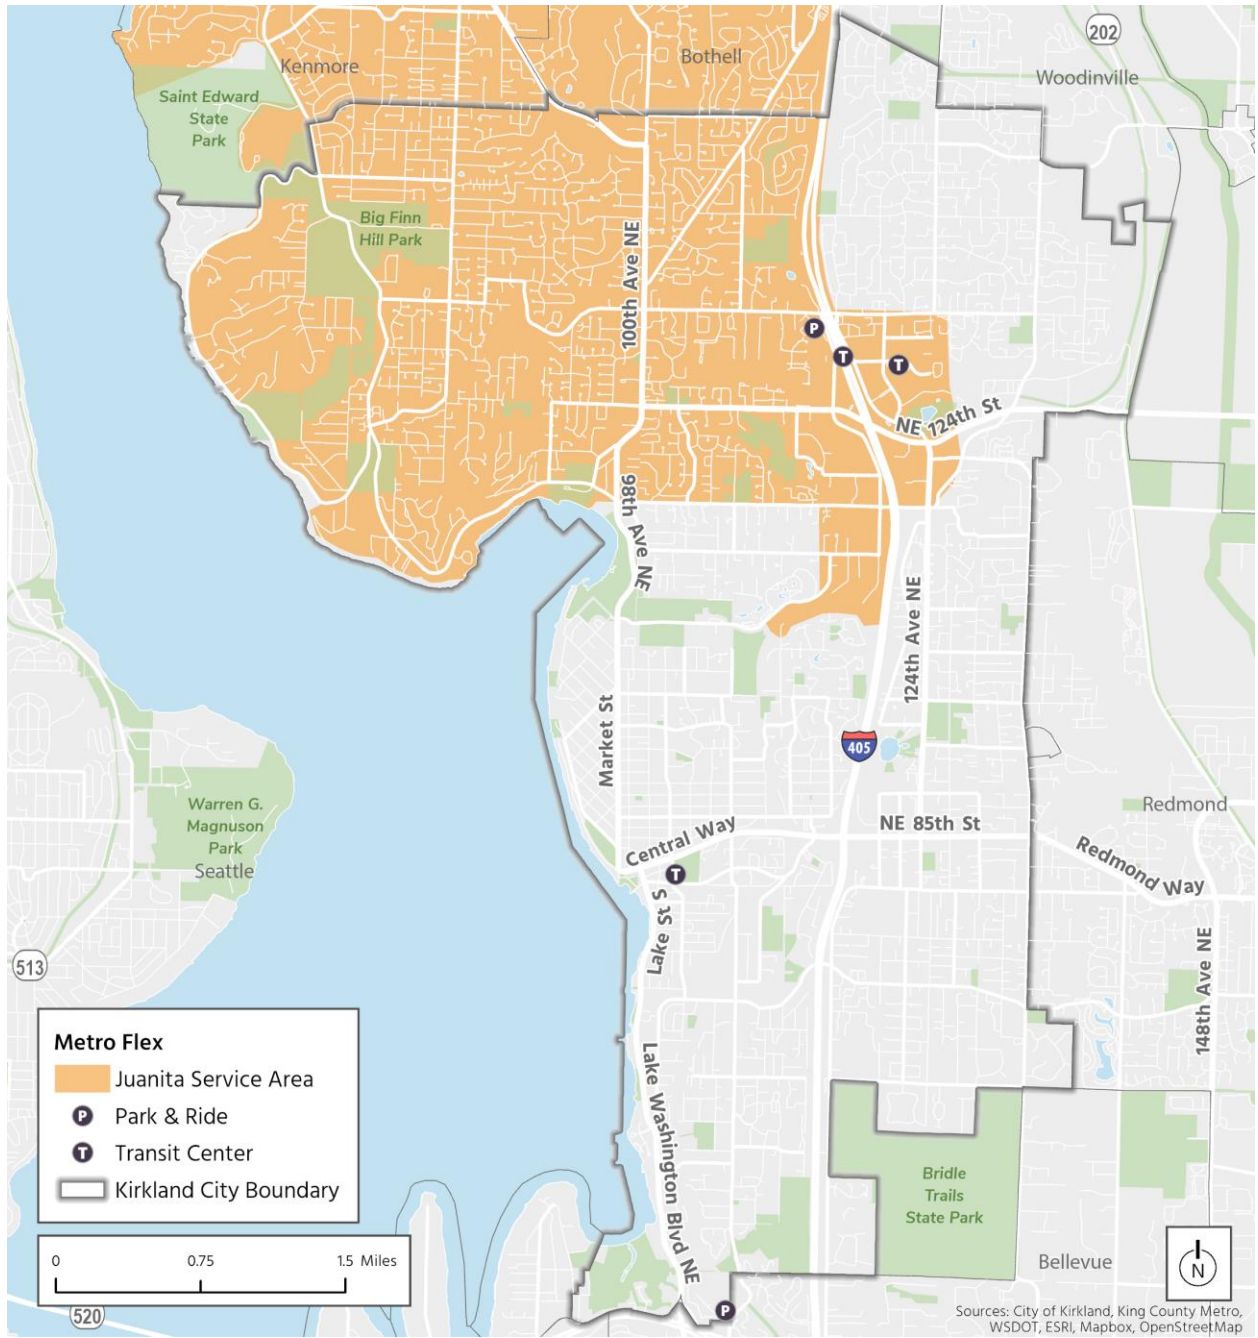 202
Kenmore
Bothell
Woodinville
Saint Edward
State
Park
Big Finn
Hill Park
100th Ave NE
P
T
T
NE 124th St
98th Ave NE
124th Ave NE
Market St
405
Warren G.
Magnuson
Park
Seattle
Redmond
NE 85th St
Central Way
Redmond Way
T
Lake St S
513
148th Ave NE
Lake Washington Blvd NE
Bridle
Trails
State Park
Bellevue
P
Metro Flex
Juanita Service Area
P Park & Ride
T Transit Center
Kirkland City Boundary
0 0.75 1.5 Miles
520
N
Sources: City of Kirkland, King County Metro,
WSDOT, ESRI, Mapbox, OpenStreetMap